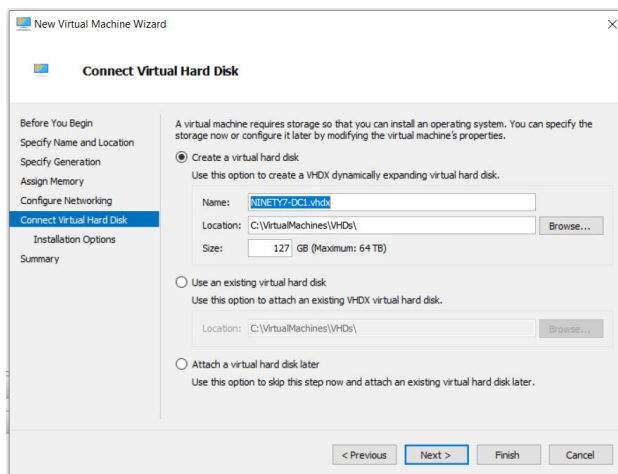 New Virtual Machine Wizard
Connect Virtual Hard Disk
Before You Begin
Specify Name and Location
Specify Generation
Assign Memory
Configure Networking
Connect Virtual Hard Disk
Installation Options
Summary
A virtual machine requires storage so that you can install an operating system. You can specify the
storage now or configure it later by modifying the virtual machine's properties.
Create a virtual hard disk
Use this option to create a VHDX dynamically expanding virtual hard disk.
Name: NINETY7-DC1.vhdx
Location: C:\VirtualMachines\VHDs\ Browse...
Size: 127 GB (Maximum: 64 TB)
Use an existing virtual hard disk
Use this option to attach an existing VHDX virtual hard disk.
Location: C:\VirtualMachines\VHDs\ Browse...
Attach a virtual hard disk later
Use this option to skip this step now and attach an existing virtual hard disk later.
< Previous Next > Finish Cancel